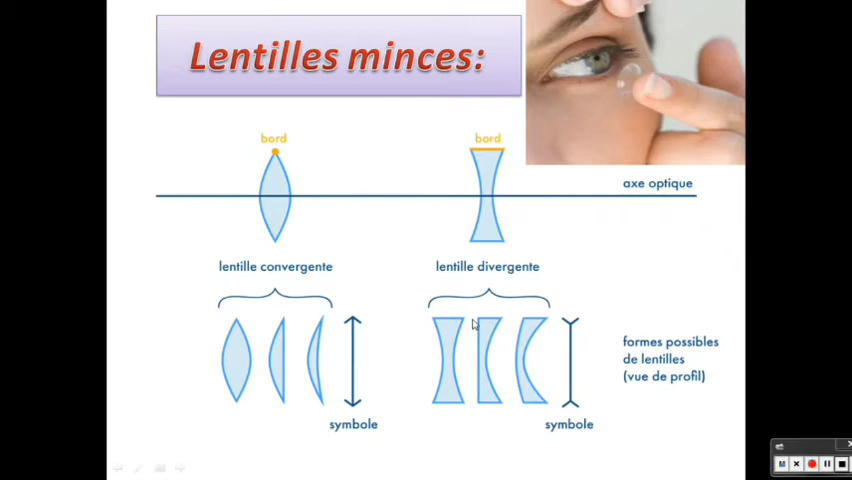 Lentilles minces:
bord
bord
axe optique
lentille convergente
lentille divergente
formes possibles
de lentilles
(vue de profil)
symbole
symbole
M